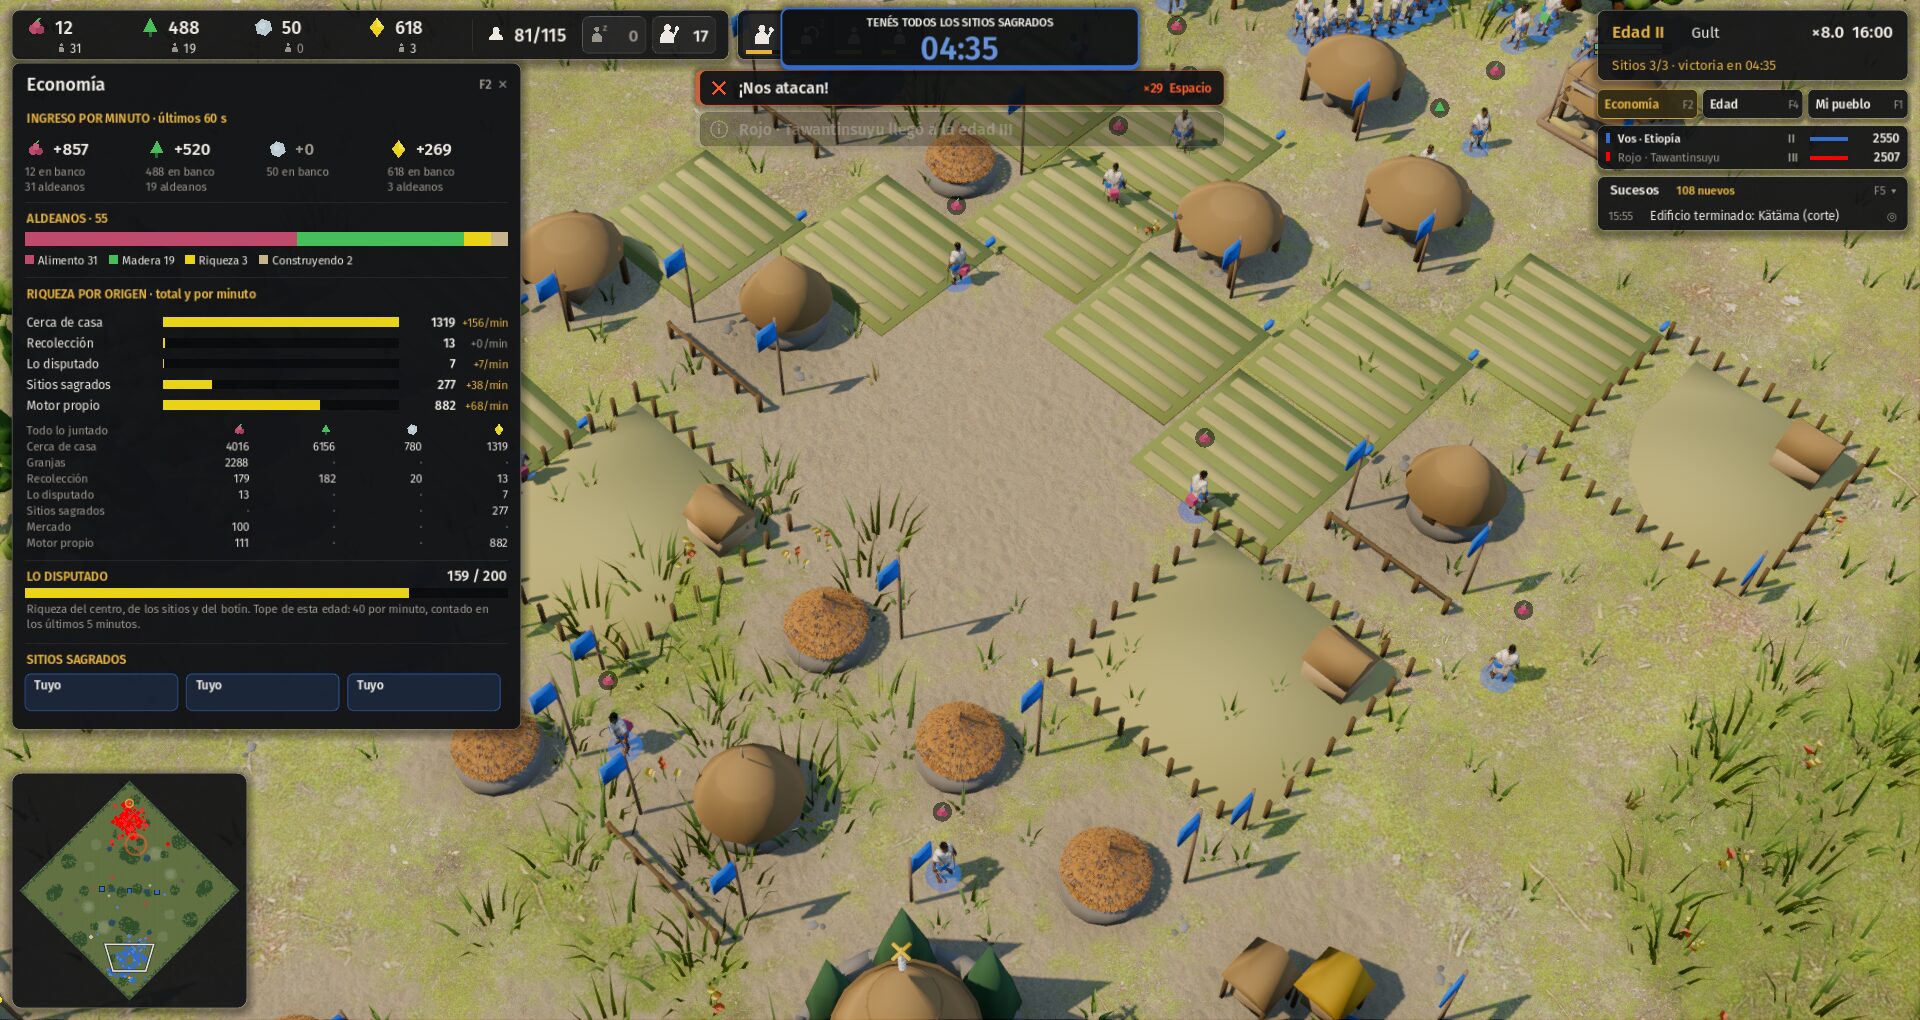 12 488 50 618
31 19 0 3
81/115 0 17
TENÉS TODOS LOS SITIOS SAGRADOS
04:35
¡Nos atacan! ×29 Espacio
Rojo · Tawantinsuyu llegó a la edad III
Edad II Gult ×8.0 16:00
Sitios 3/3 · victoria en 04:35
Economía F2 Edad F4 Mi pueblo F1
Vos · Etiopía II 2550
Rojo · Tawantinsuyu III 2507
Sucesos 108 nuevos F5
15:55 Edificio terminado: Kätäma (corte)
Economía F2 ×
INGRESO POR MINUTO · últimos 60 s
+857 +520 +0 +269
12 en banco 488 en banco 50 en banco 618 en banco
31 aldeanos 19 aldeanos 3 aldeanos
ALDEANOS · 55
Alimento 31 Madera 19 Riqueza 3 Construyendo 2
RIQUEZA POR ORIGEN · total y por minuto
Cerca de casa 1319 +156/min
Recolección 13 +0/min
Lo disputado 7 +7/min
Sitios sagrados 277 +38/min
Motor propio 882 +68/min
Todo lo juntado
Cerca de casa 4016 6156 780 1319
Granjas 2288 · · ·
Recolección 179 182 20 13
Lo disputado 13 · · 7
Sitios sagrados · · · 277
Mercado 100 · · ·
Motor propio 111 · · 882
LO DISPUTADO 159 / 200
Riqueza del centro, de los sitios y del botín. Tope de esta edad: 40 por minuto, contado en
los últimos 5 minutos.
SITIOS SAGRADOS
Tuyo Tuyo Tuyo